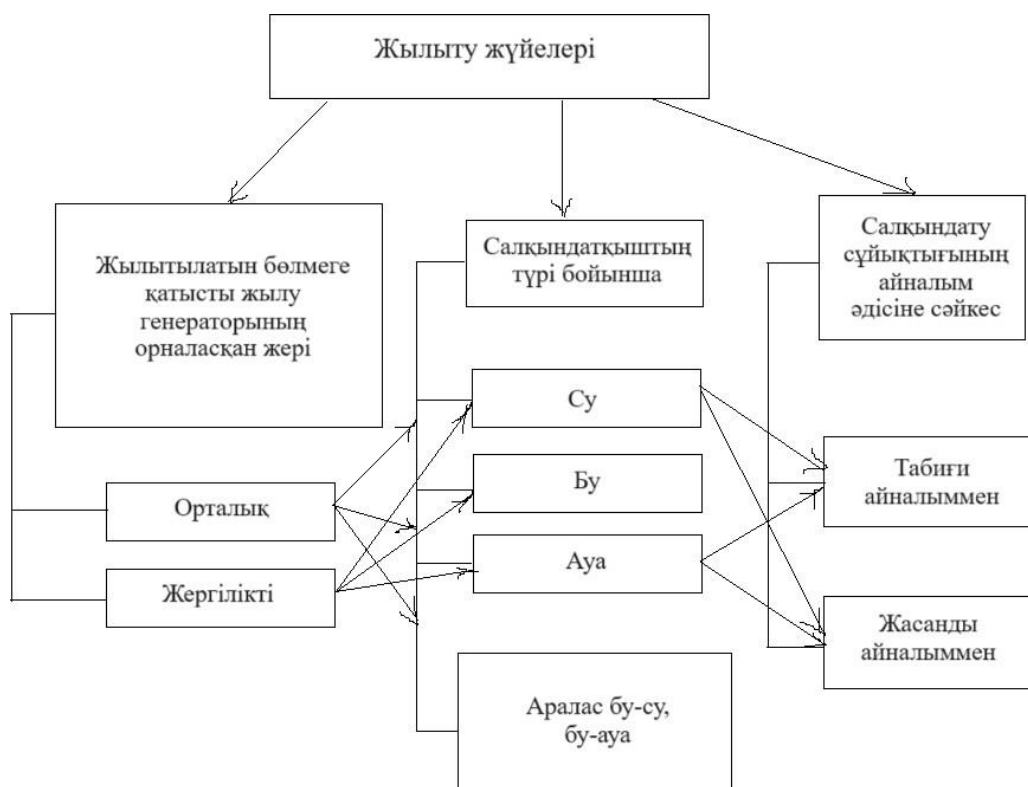 Жылыту жүйелері
Жылытылатын бөлмеге
қатысты жылу
генераторының
орналасқан жері
Салқындатқыштың
түрі бойынша
Салқындату
сұйықтығының
айналым
әдісіне сәйкес
Су
Бу
Ауа
Орталық
Жергілікті
Аралас бу-су,
бу-ауа
Табиғи
айналыммен
Жасанды
айналыммен